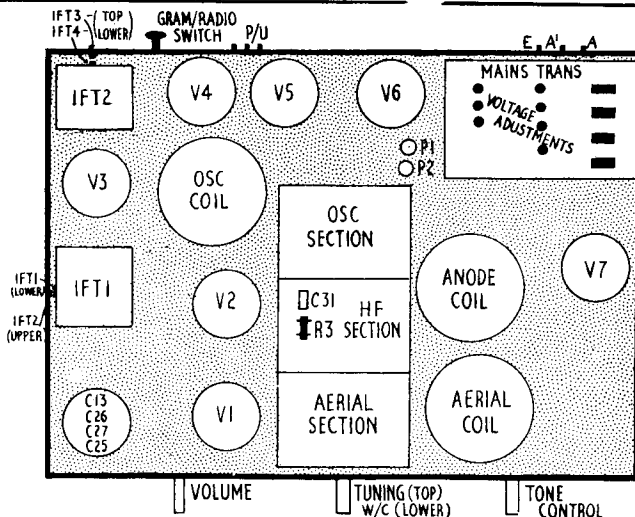 IFT3-(TOP
IFT4-LOWER)
GRAM/RADIO
SWITCH
P/U
E A' A
IFT2
V4
V5
V6
MAINS TRANS
VOLTAGE
ADUSTMENTS
P1
P2
V3
OSC
COIL
OSC
SECTION
IFT1-
(LOWER)
IFT2
(UPPER)
IFT1
V2
C31
R3
HF
SECTION
ANODE
COIL
V7
C13
C26
C27
C25
V1
AERIAL
SECTION
AERIAL
COIL
VOLUME
TUNING (TOP)
W/C (LOWER)
TONE
CONTROL